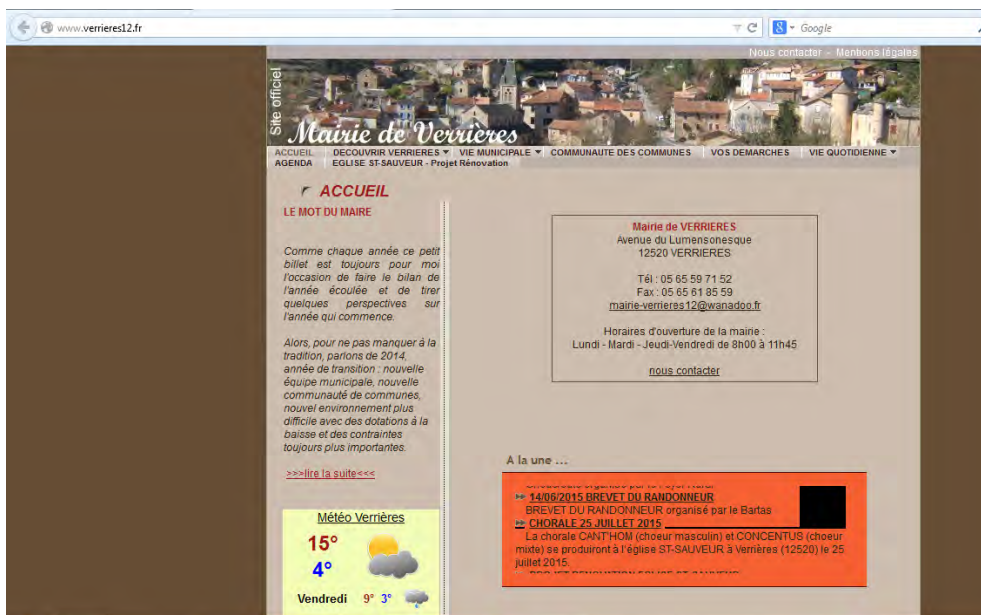 www.verrieres12.fr
Google
Nous contacter - Mentions légales
Site officiel
Mairie de Verrières
ACCUEIL DECOUVRIR VERRIERES VIE MUNICIPALE COMMUNAUTE DES COMMUNES VOS DEMARCHES VIE QUOTIDIENNE
AGENDA EGLISE ST-SAUVEUR - Projet Rénovation
ACCUEIL
LE MOT DU MAIRE
Comme chaque année ce petit
billet est toujours pour moi
l'occasion de faire le bilan de
l'année écoulée et de tirer
quelques perspectives sur
l'année qui commence.
Alors, pour ne pas manquer à la
tradition, parlons de 2014,
année de transition : nouvelle
équipe municipale, nouvelle
communauté de communes,
nouvel environnement plus
difficile avec des dotations à la
baisse et des contraintes
toujours plus importantes.
>>>lire la suite<<<
Météo Verrières
15°
4°
Vendredi 9° 3°
Mairie de VERRIERES
Avenue du Lumensonesque
12520 VERRIERES
Tél : 05 65 59 71 52
Fax : 05 65 61 85 59
mairie-verrieres12@wanadoo.fr
Horaires d'ouverture de la mairie :
Lundi - Mardi - Jeudi-Vendredi de 8h00 à 11h45
nous contacter
A la une ...
14/06/2015 BREVET DU RANDONNEUR
BREVET DU RANDONNEUR organisé par le Bartas
CHORALE 25 JUILLET 2015
La chorale CANT'HOM (choeur masculin) et CONCENTUS (choeur
mixte) se produiront à l'église ST-SAUVEUR à Verrières (12520) le 25
juillet 2015.